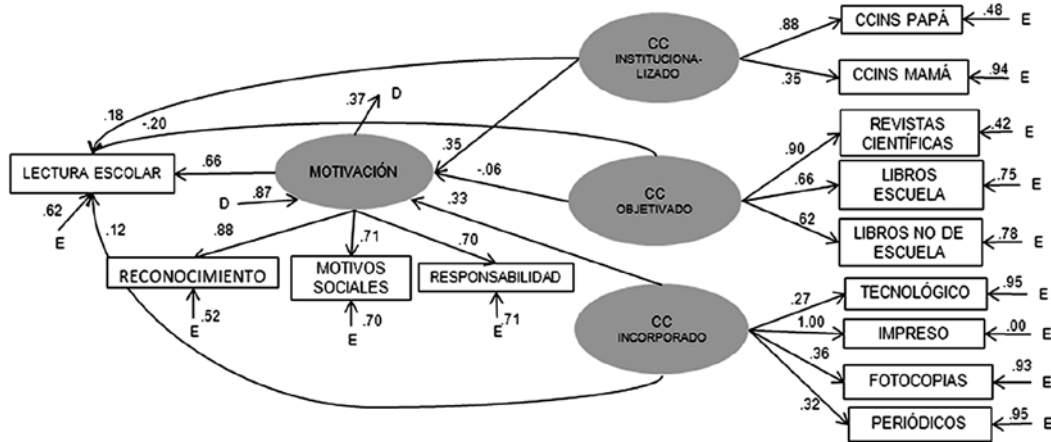 CC
INSTITUCIONA-
LIZADO
.88
CCINS PAPÁ
.48
E
.35
CCINS MAMÁ
.94
E
.37
D
.18
-.20
LECTURA ESCOLAR
.66
MOTIVACIÓN
.35
-.06
.33
CC
OBJETIVADO
.90
REVISTAS
CIENTÍFICAS
.42
E
.66
LIBROS
ESCUELA
.75
E
.62
LIBROS NO DE
ESCUELA
.78
E
.62
E
.12
D
.87
.88
.71
.70
RECONOCIMIENTO
MOTIVOS
SOCIALES
RESPONSABILIDAD
.52
E
.70
E
.71
E
CC
INCORPORADO
.27
TECNOLÓGICO
.95
E
1.00
IMPRESO
.00
E
.36
FOTOCOPIAS
.93
E
.32
PERIÓDICOS
.95
E